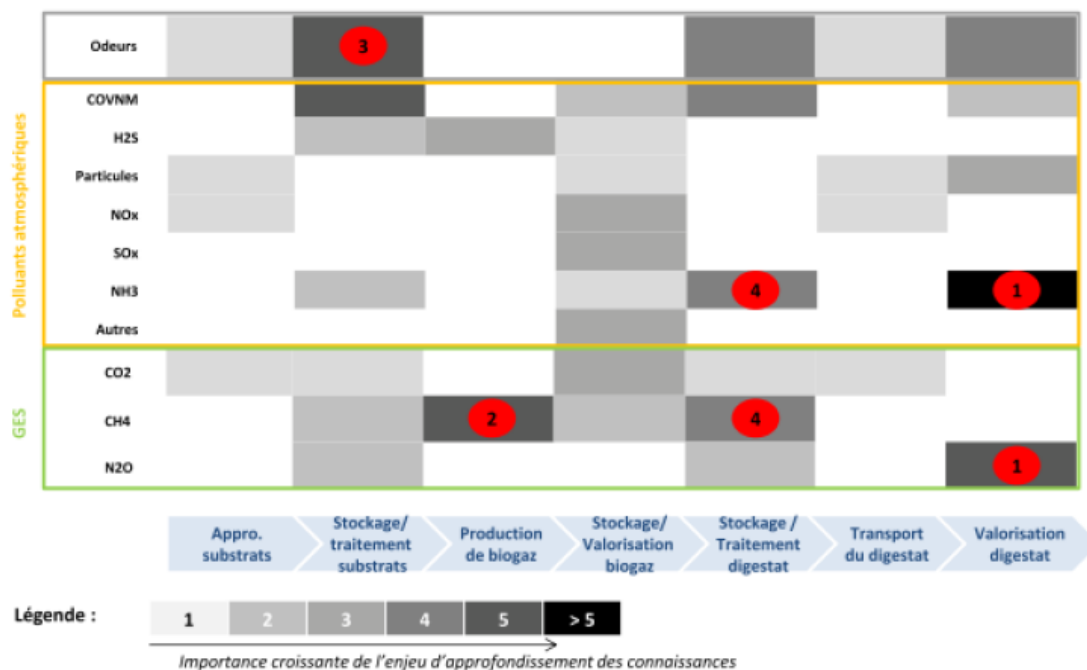 Odeurs
3
Polluants atmosphériques
COVNM
H2S
Particules
NOx
SOx
NH3
4
1
Autres
GES
CO2
CH4
2
4
N2O
1
Appro. substrats
Stockage/ traitement substrats
Production de biogaz
Stockage/ Valorisation biogaz
Stockage / Traitement digestat
Transport du digestat
Valorisation digestat
Légende :
1 2 3 4 5 > 5
Importance croissante de l'enjeu d'approfondissement des connaissances